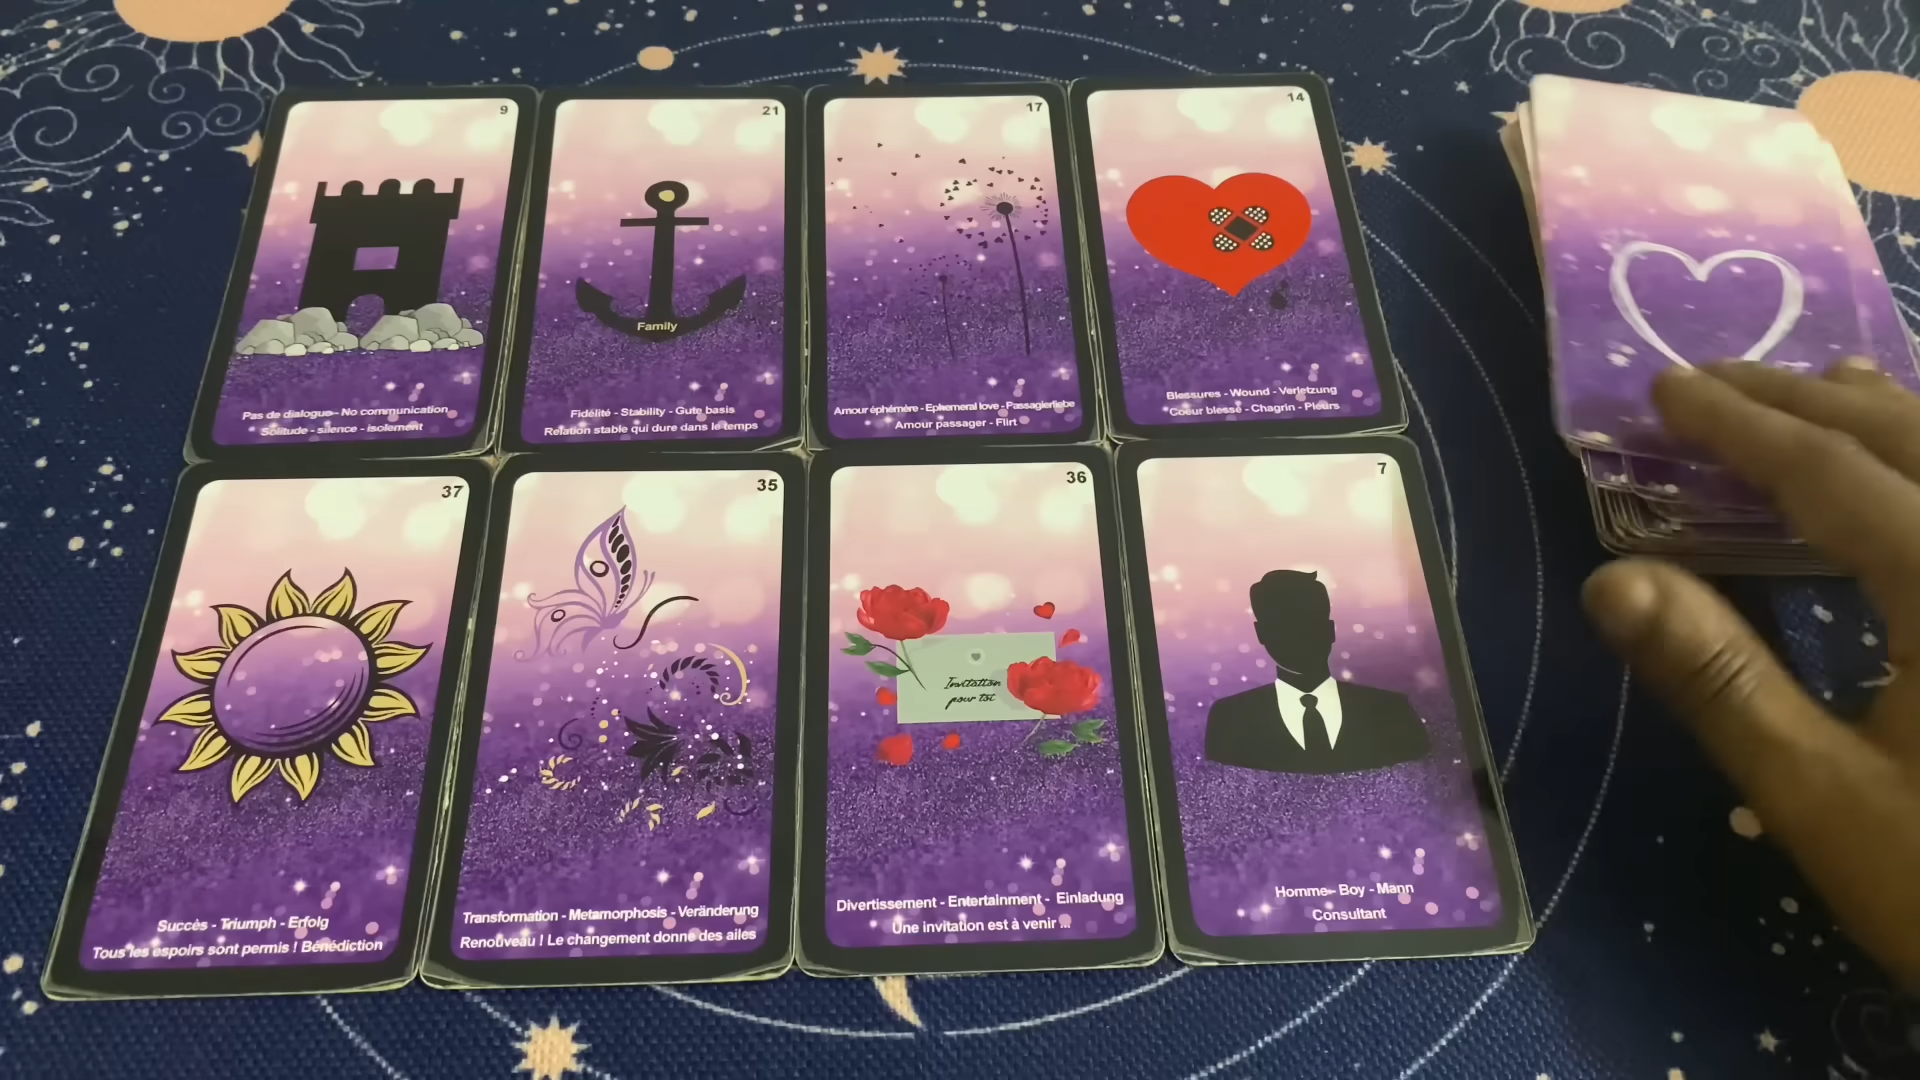 9
Pas de dialogue - No communication
Solitude - silence - isolement
21
Family
Fidélité - Stability - Gute basis
Relation stable qui dure dans le temps
17
Amour éphémère - Ephemeral love - Passagierliebe
Amour passager - Flirt
14
Blessures - Wound - Verletzung
Coeur blessé - Chagrin - Pleurs
37
Succès - Triumph - Erfolg
Tous les espoirs sont permis ! Bénédiction
35
Transformation - Metamorphosis - Veränderung
Renouveau ! Le changement donne des ailes
36
Invitation
pour toi
Divertissement - Entertainment - Einladung
Une invitation est à venir ...
7
Homme - Boy - Mann
Consultant